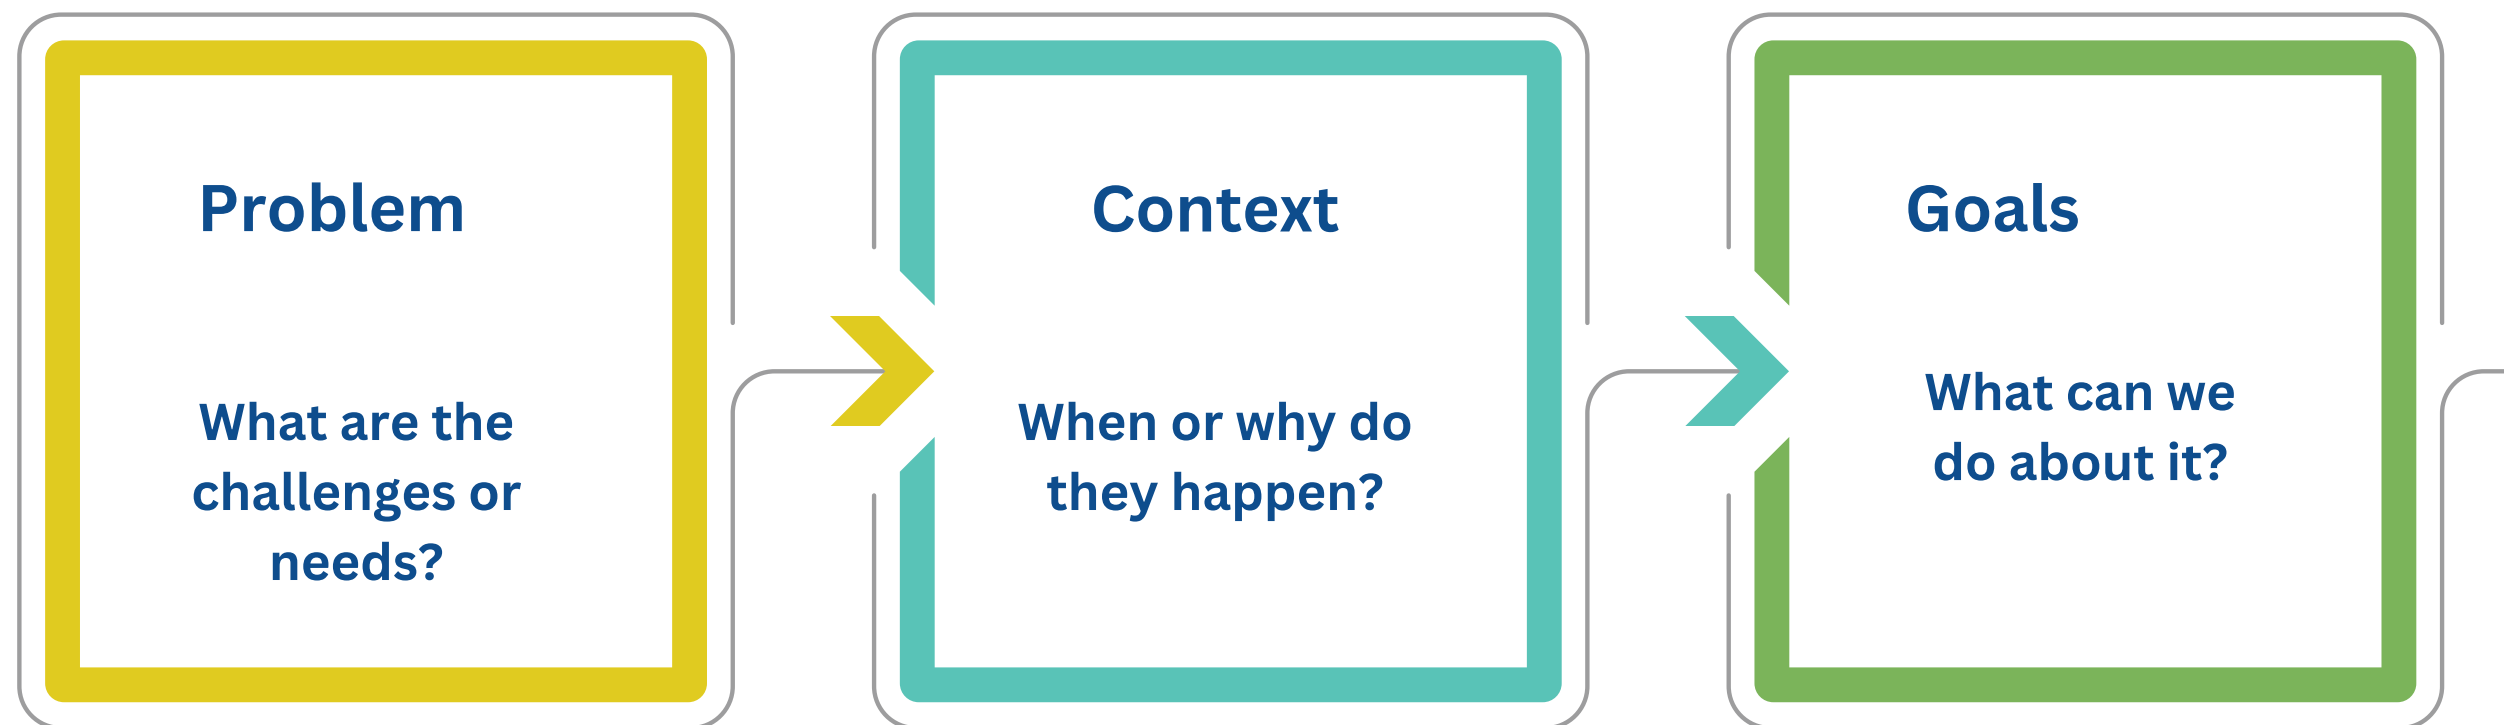 Problem
What are the
challenges or
needs?
Context
When or why do
they happen?
Goals
What can we
do about it?